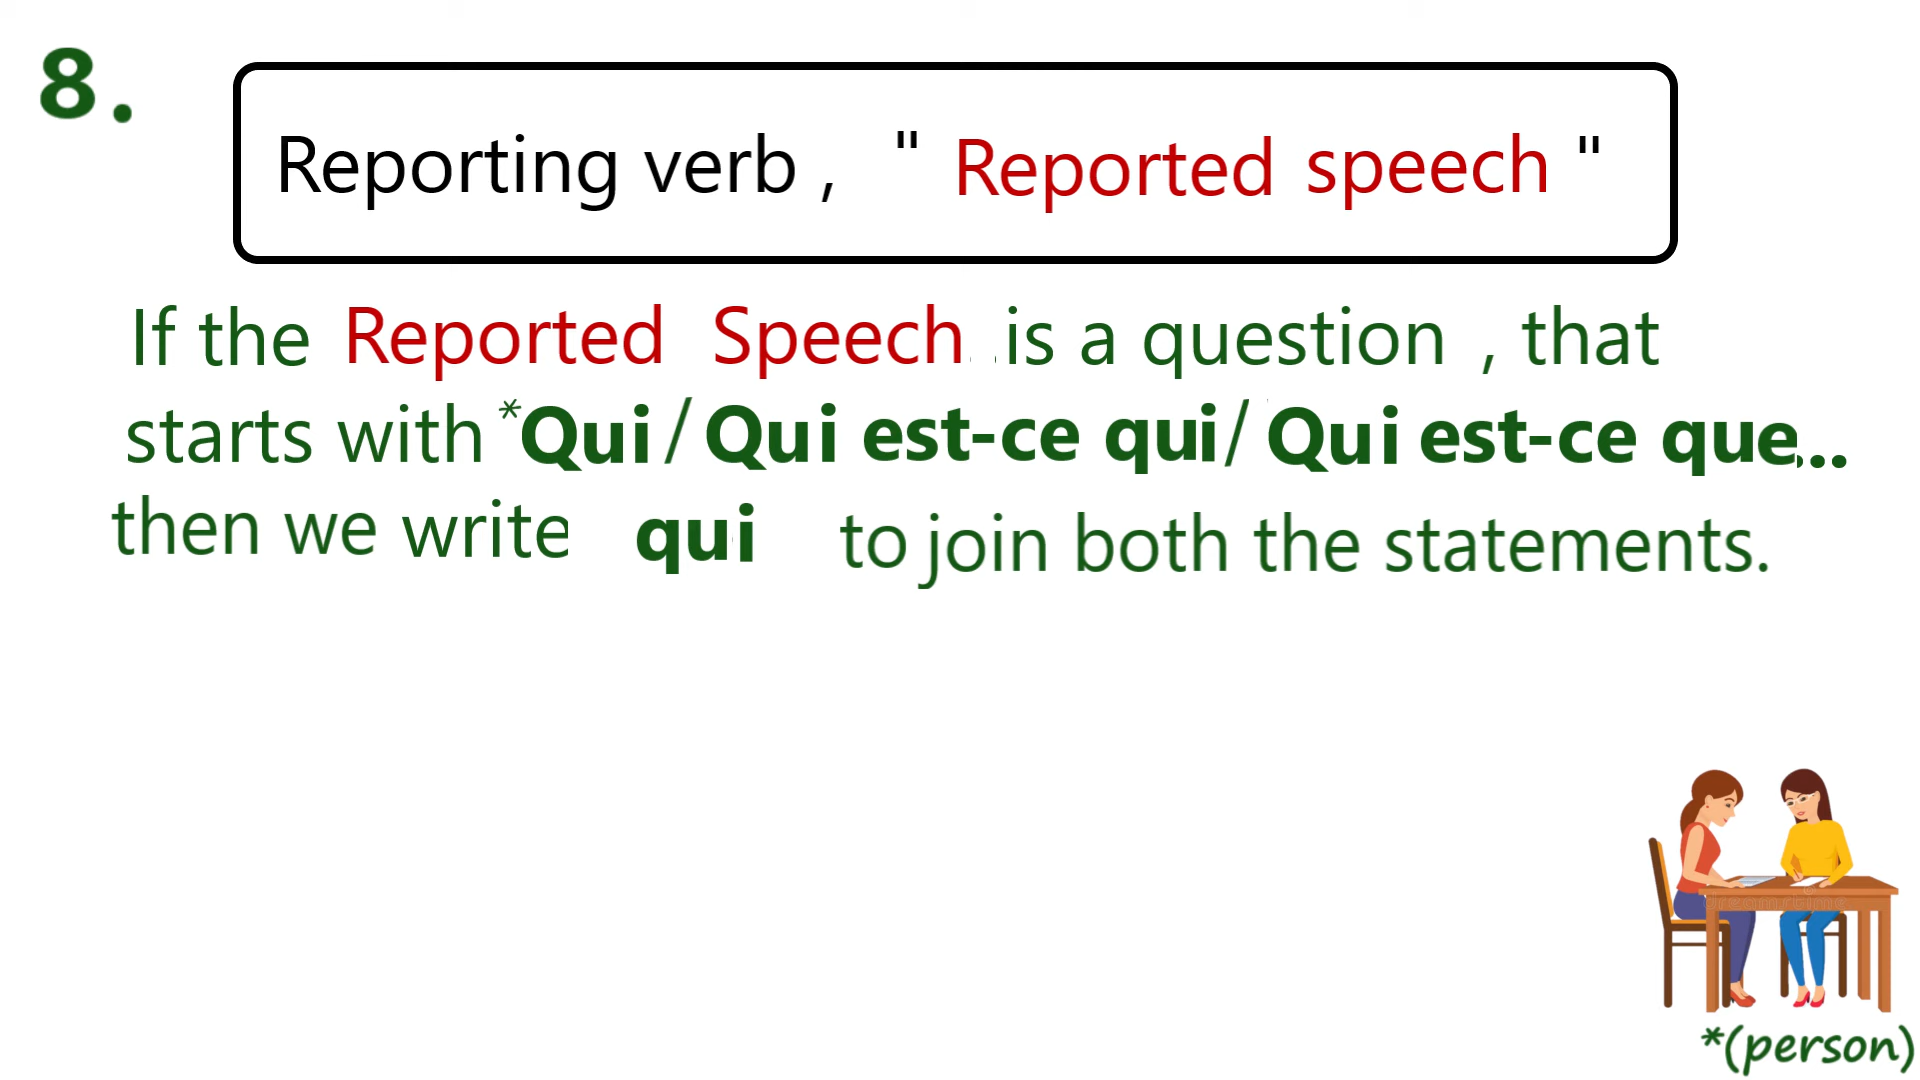 8.
Reporting verb , " Reported speech "
If the Reported Speech is a question , that
starts with *Qui / Qui est-ce qui/ Qui est-ce que...
then we write qui to join both the statements.
*(person)